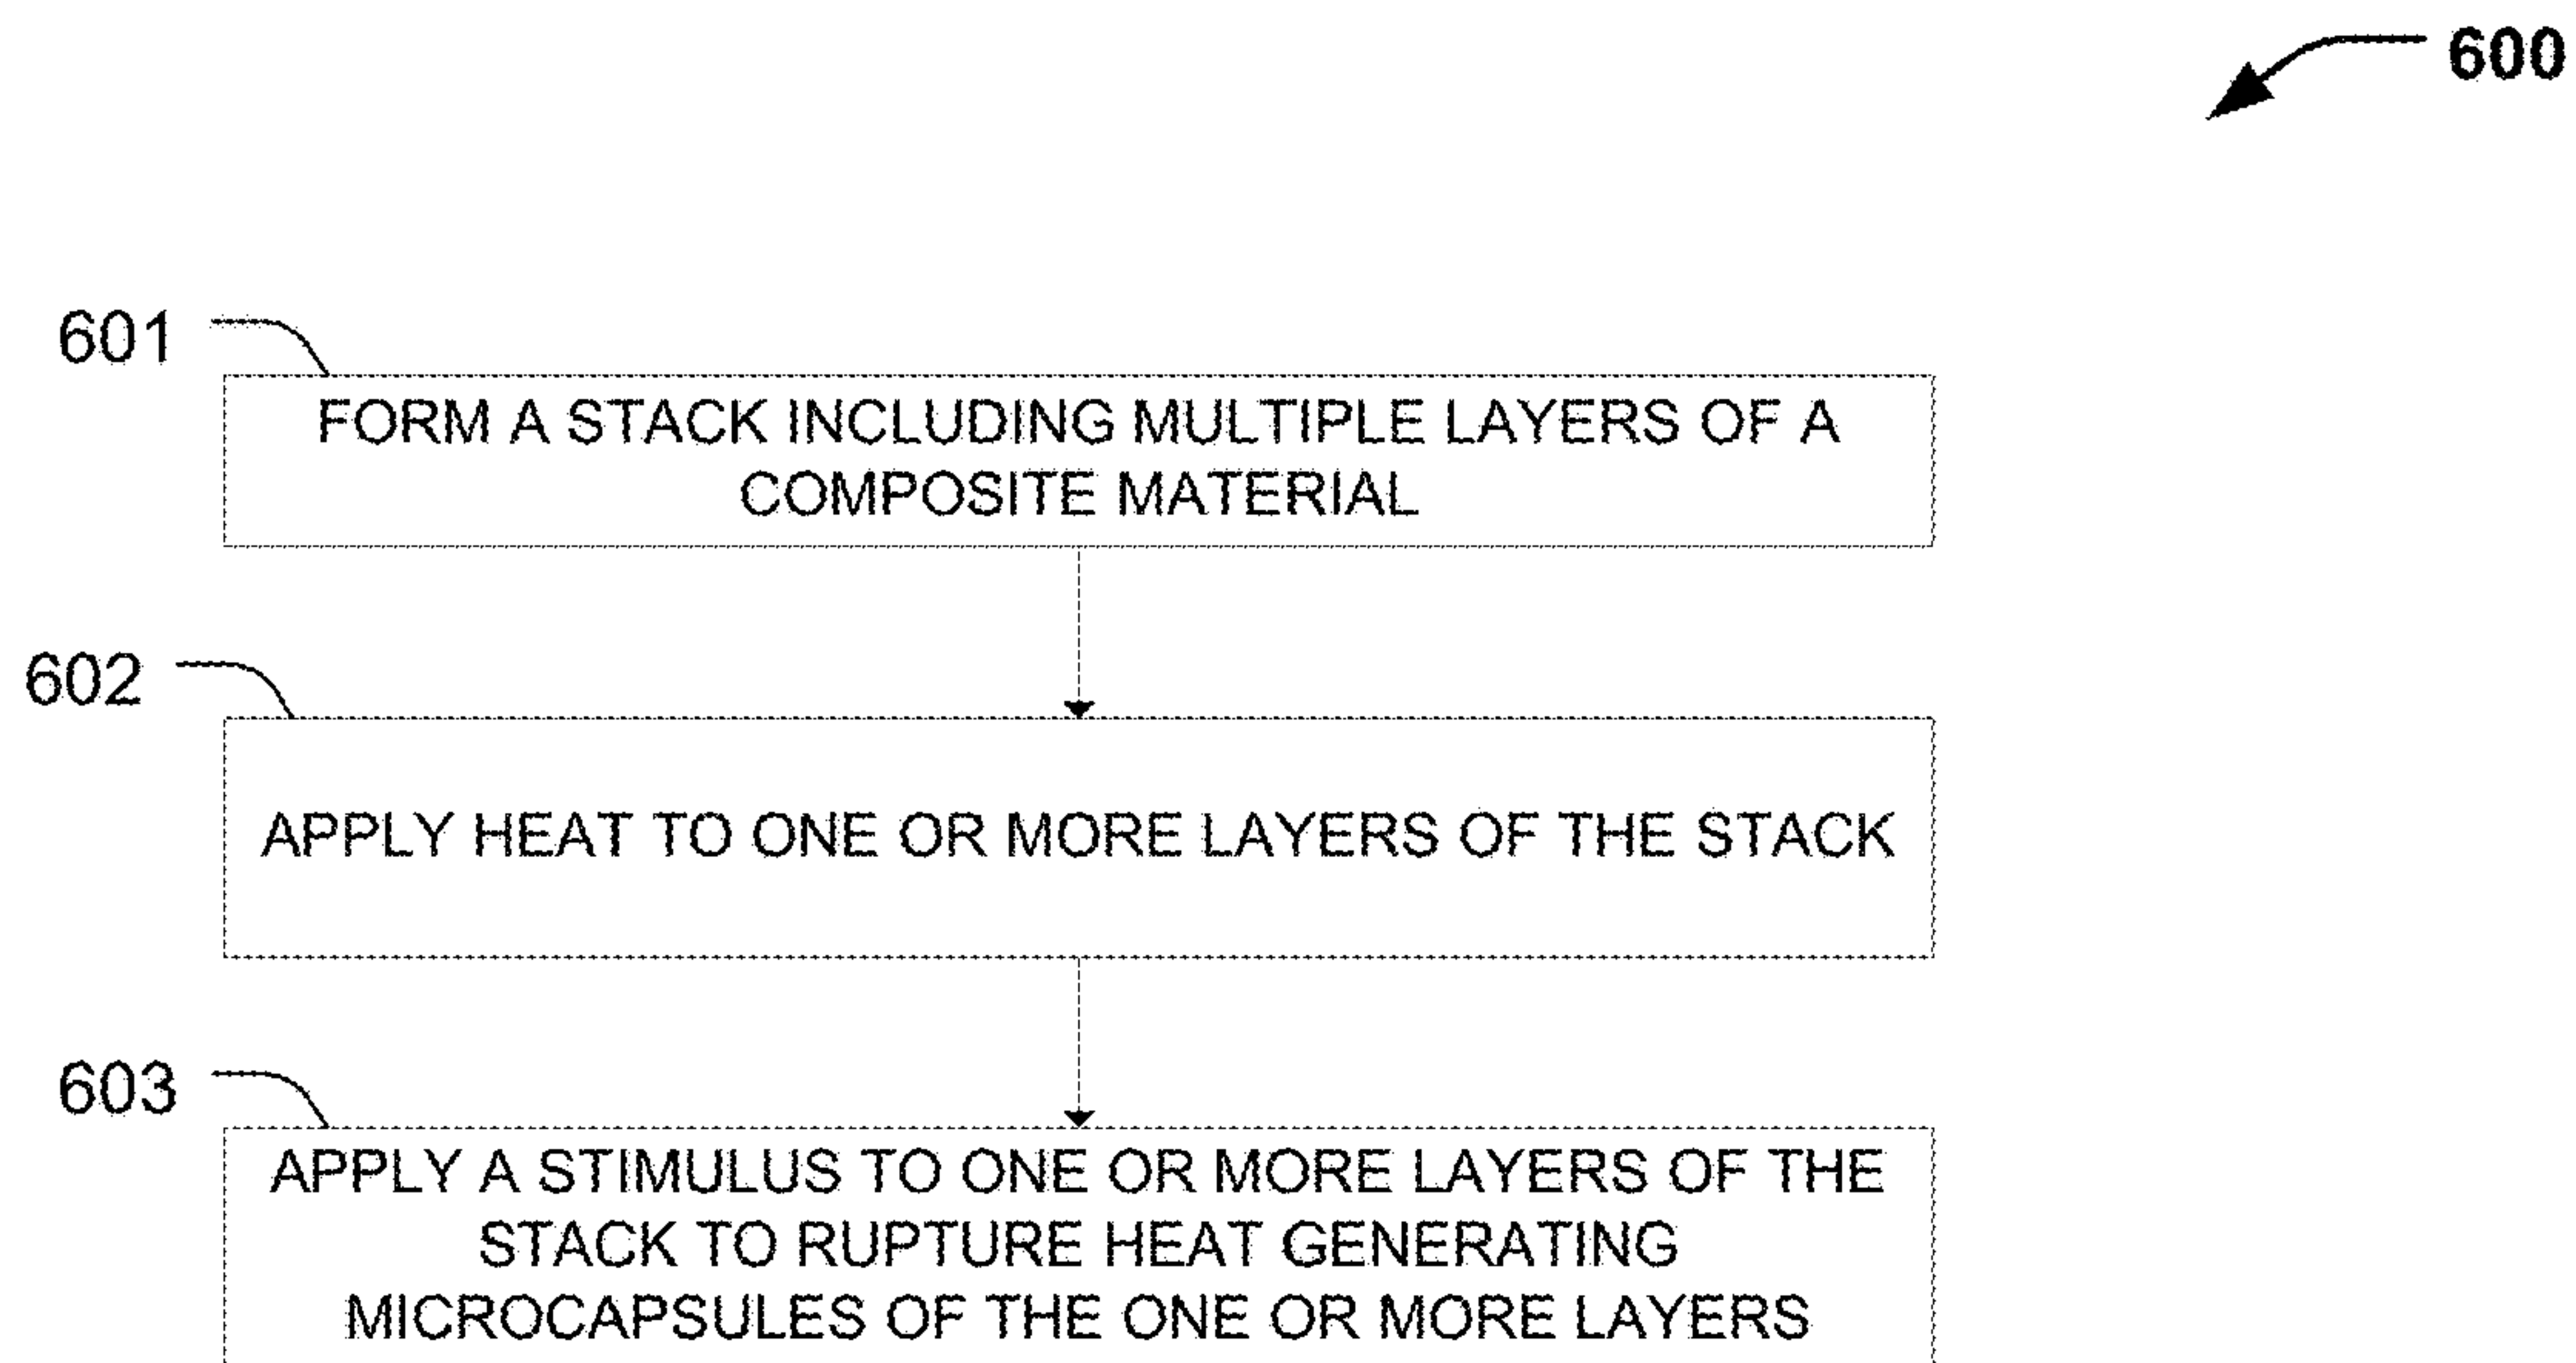 600
601
FORM A STACK INCLUDING MULTIPLE LAYERS OF A
COMPOSITE MATERIAL
602
APPLY HEAT TO ONE OR MORE LAYERS OF THE STACK
603
APPLY A STIMULUS TO ONE OR MORE LAYERS OF THE
STACK TO RUPTURE HEAT GENERATING
MICROCAPSULES OF THE ONE OR MORE LAYERS